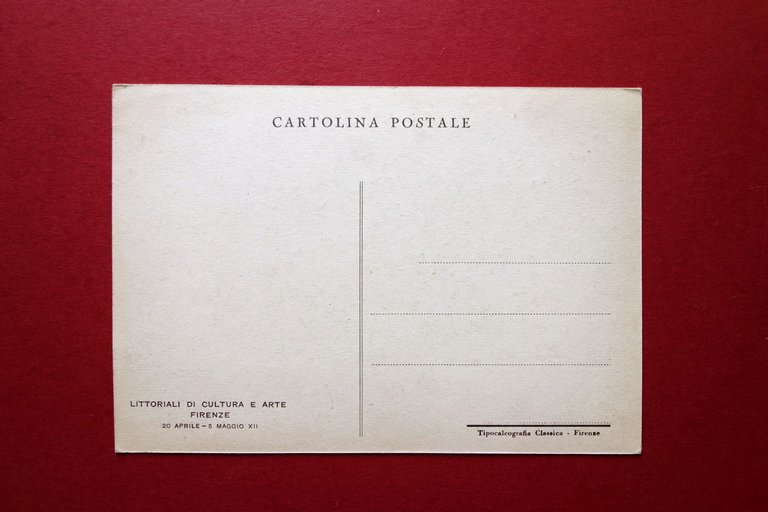 CARTOLINA POSTALE
LITTORIALI DI CULTURA E ARTE
FIRENZE
20 APRILE – 5 MAGGIO XII
Tipocalcografia Classica - Firenze